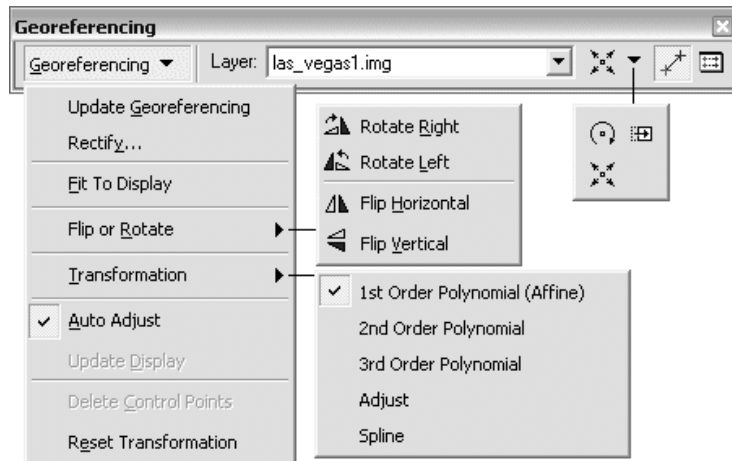 Georeferencing
Georeferencing Layer: las_vegas1.img
Update Georeferencing
Rectify...
Fit To Display
Flip or Rotate
Transformation
Auto Adjust
Update Display
Delete Control Points
Reset Transformation
Rotate Right
Rotate Left
Flip Horizontal
Flip Vertical
1st Order Polynomial (Affine)
2nd Order Polynomial
3rd Order Polynomial
Adjust
Spline